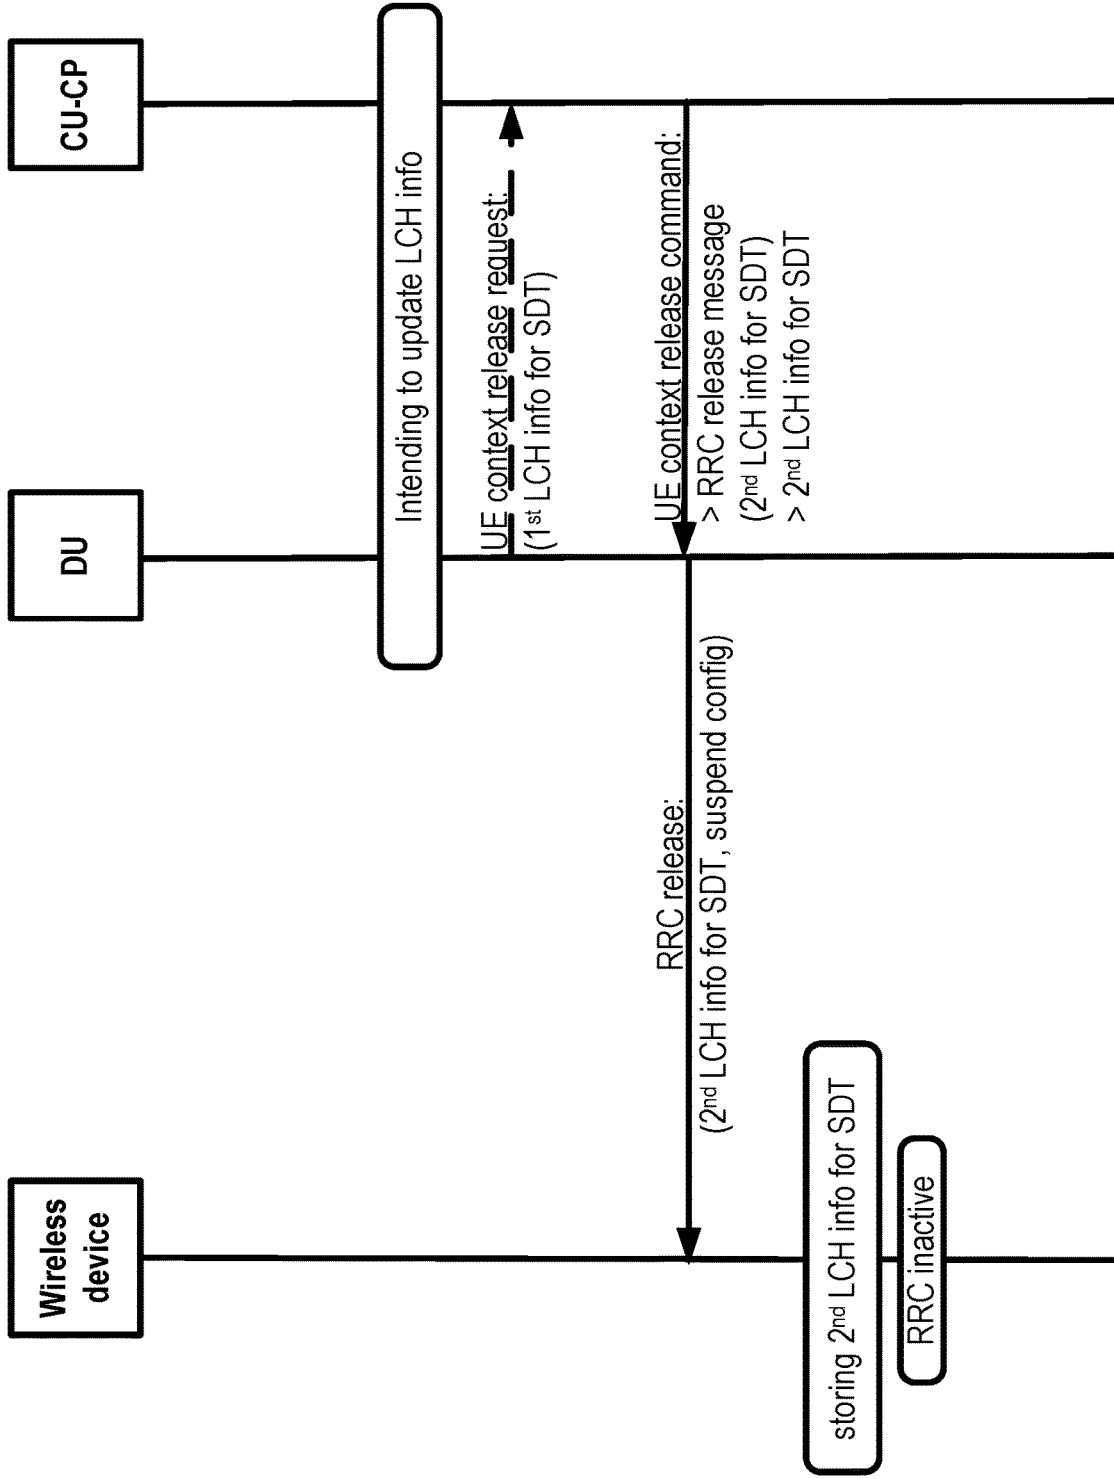 Wireless
device
DU
CU-CP
Intending to update LCH info
UE context release request:
(1st LCH info for SDT)
UE context release command:
> RRC release message
(2nd LCH info for SDT)
> 2nd LCH info for SDT
RRC release:
(2nd LCH info for SDT, suspend config)
storing 2nd LCH info for SDT
RRC inactive